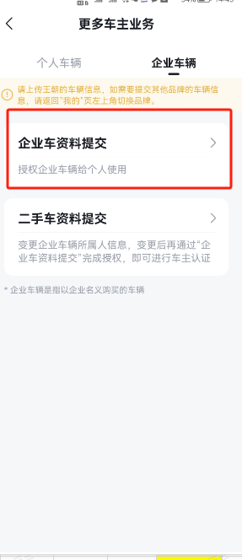 更多车主业务
个人车辆
企业车辆
请上传王朝的车辆信息，如需要提交其他品牌的车辆信
息，请返回“我的”页左上角切换品牌。
企业车资料提交
授权企业车辆给个人使用
二手车资料提交
变更企业车辆所属人信息，变更后再通过“企
业车资料提交”完成授权，即可进行车主认证
* 企业车辆是指以企业名义购买的车辆